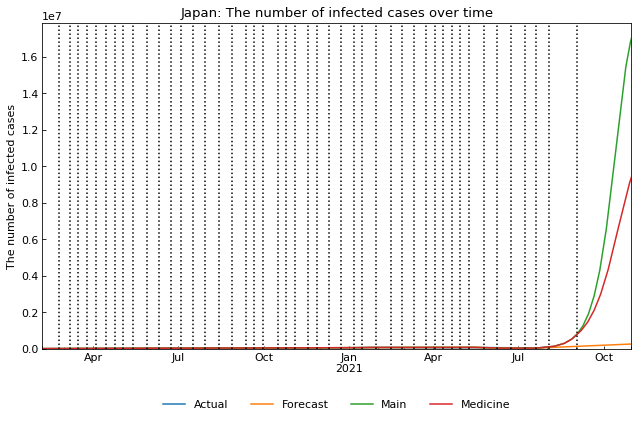 Japan: The number of infected cases over time
1e7
The number of infected cases
1.6
1.4
1.2
1.0
0.8
0.6
0.4
0.2
0.0
Apr Jul Oct Jan Apr Jul Oct
2021
Actual Forecast Main Medicine